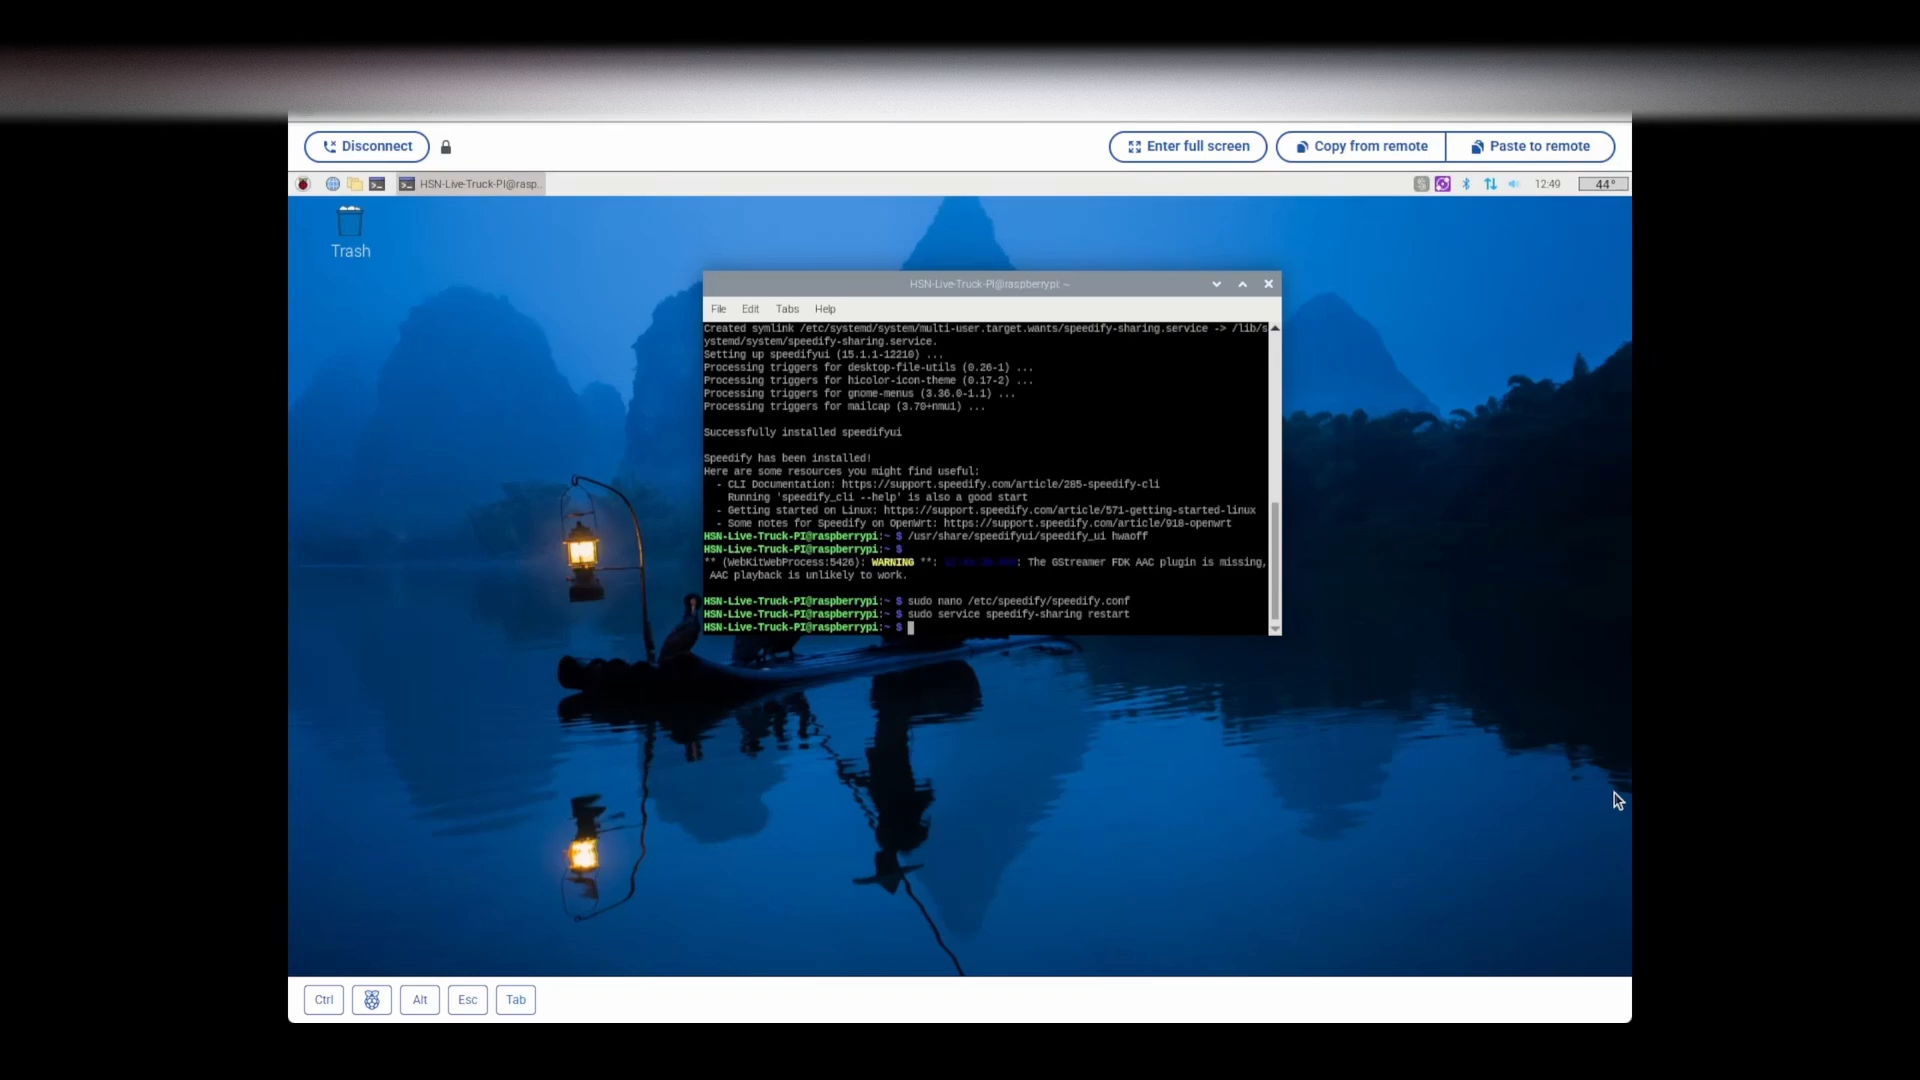 Disconnect
Enter full screen
Copy from remote
Paste to remote
HSN-Live-Truck-PI@rasp..
12:49
44°
Trash
HSN-Live-Truck-PI@raspberrypi: ~
File Edit Tabs Help
Created symlink /etc/systemd/system/multi-user.target.wants/speedify-sharing.service -> /lib/s
ystemd/system/speedify-sharing.service.
Setting up speedifyui (15.1.1-12210) ...
Processing triggers for desktop-file-utils (0.26-1) ...
Processing triggers for hicolor-icon-theme (0.17-2) ...
Processing triggers for gnome-menus (3.36.0-1.1) ...
Processing triggers for mailcap (3.70+nmu1) ...
Successfully installed speedifyui
Speedify has been installed!
Here are some resources you might find useful:
- CLI Documentation: https://support.speedify.com/article/285-speedify-cli
Running 'speedify_cli --help' is also a good start
- Getting started on Linux: https://support.speedify.com/article/571-getting-started-linux
- Some notes for Speedify on OpenWrt: https://support.speedify.com/article/918-openwrt
HSN-Live-Truck-PI@raspberrypi:~ $ /usr/share/speedifyui/speedify_ui hwaoff
HSN-Live-Truck-PI@raspberrypi:~ $
** (WebKitWebProcess:5426): WARNING **: : The GStreamer FDK AAC plugin is missing,
AAC playback is unlikely to work.
HSN-Live-Truck-PI@raspberrypi:~ $ sudo nano /etc/speedify/speedify.conf
HSN-Live-Truck-PI@raspberrypi:~ $ sudo service speedify-sharing restart
HSN-Live-Truck-PI@raspberrypi:~ $
Ctrl
Alt
Esc
Tab